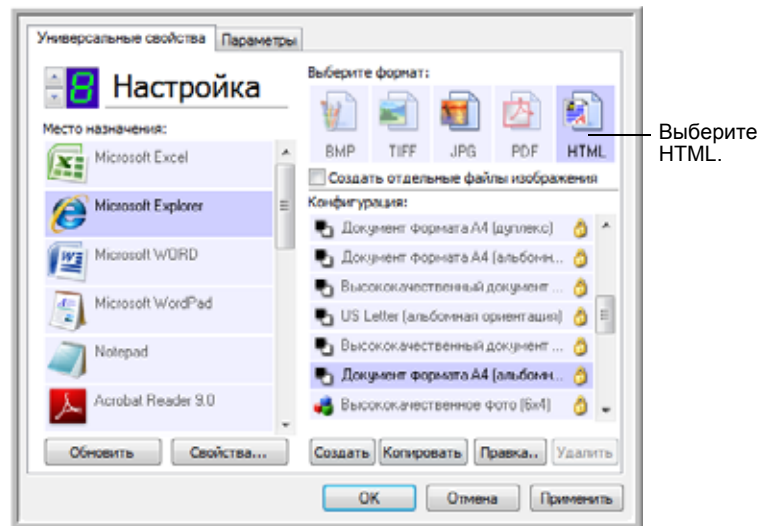 Универсальные свойства
Параметры
8
Настройка
Место назначения:
Microsoft Excel
Microsoft Explorer
Microsoft WORD
Microsoft WordPad
Notepad
Acrobat Reader 9.0
Обновить
Свойства...
Выберите формат:
BMP
TIFF
JPG
PDF
HTML
Создать отдельные файлы изображения
Конфигурация:
Документ формата A4 (дуплекс)
Документ формата A4 (альбомн...
Высококачественный документ ...
US Letter (альбомная ориентация)
Высококачественный документ ...
Документ формата A4 (альбомн...
Высококачественное фото (6x4)
Создать
Копировать
Правка..
Удалить
OK
Отмена
Применить
Выберите
HTML.